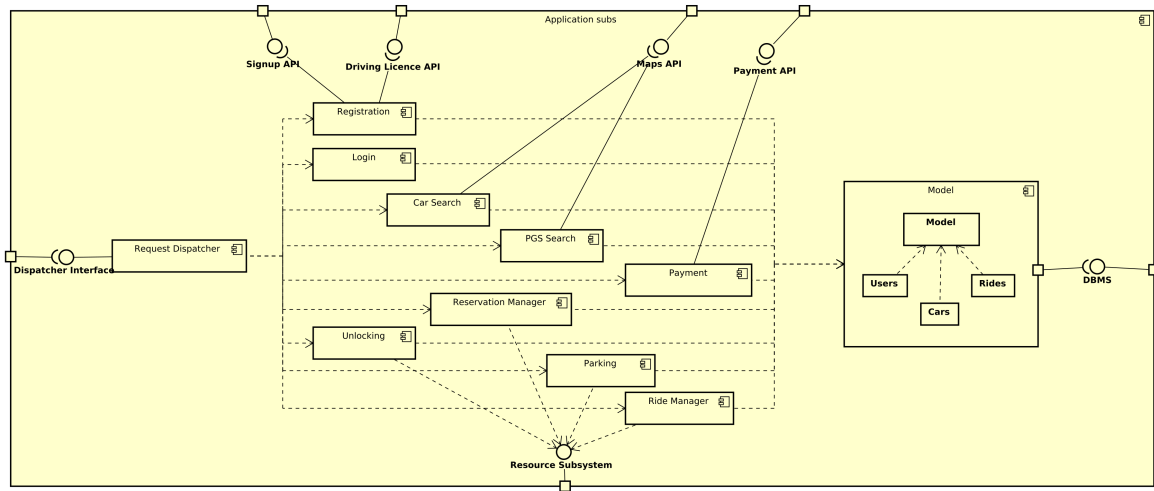 Application subs
Signup API
Driving Licence API
Maps API
Payment API
Registration
Login
Car Search
PGS Search
Payment
Request Dispatcher
Dispatcher Interface
Reservation Manager
Unlocking
Parking
Ride Manager
Resource Subsystem
Model
Model
Users
Rides
Cars
DBMS